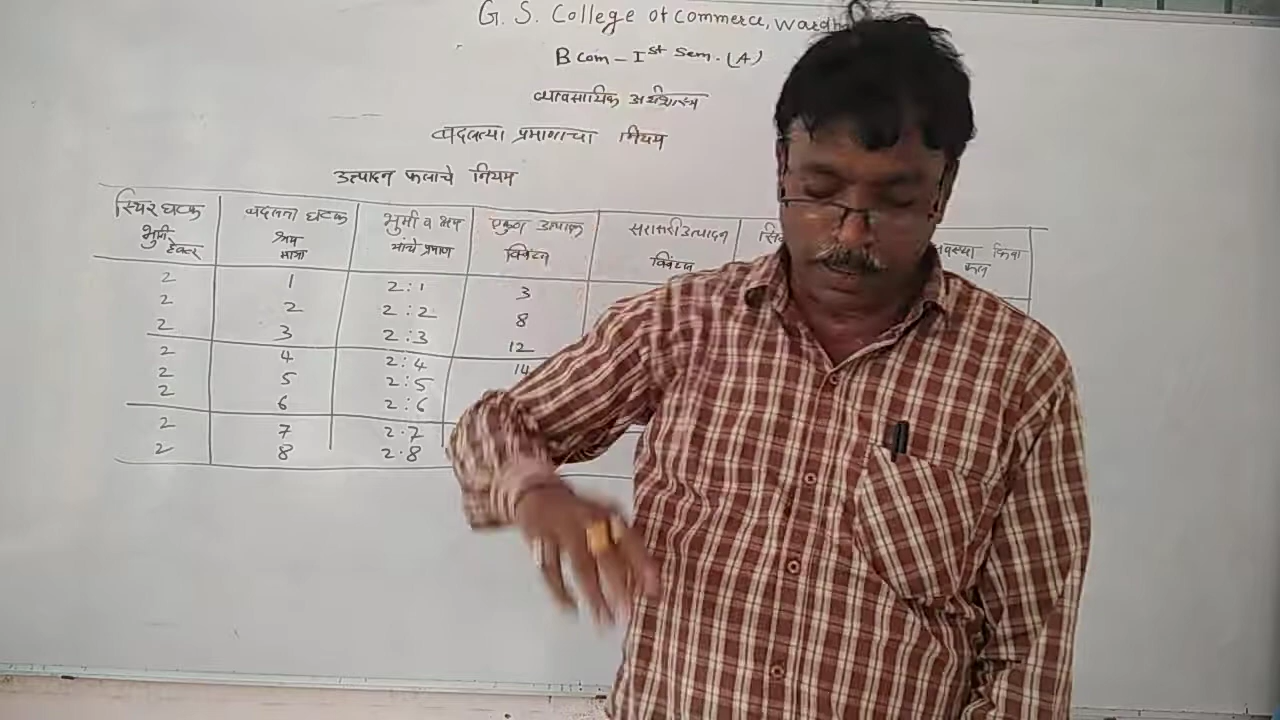 G. S. College of Commerce, Wardh
B Com - Ist Sem. (A)
व्यावसायिक अर्थशास्त्र
बदलत्या प्रमाणाचा नियम
उत्पादन फलाचे नियम
स्थिर घटक बदलता घटक भुमी व श्रम एकुण उत्पादन सरासरी उत्पादन
भुमी हेक्टर श्रम मात्रा यांचे प्रमाण क्विंटल क्विंटल किंवा
2 1 2:1 3
2 2 2:2 8
2 3 2:3 12
2 4 2:4 14
2 5 2:5
2 6 2:6
2 7 2.7
2 8 2.8